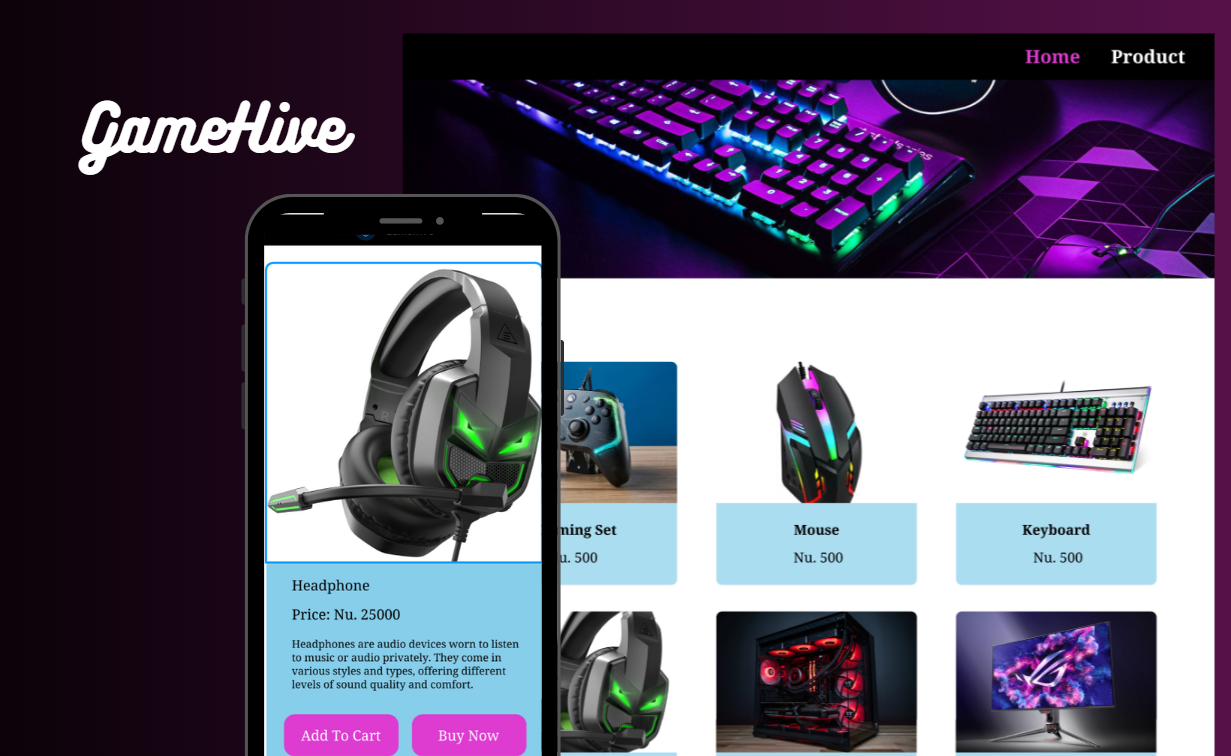 Home Product
GameHive
ning Set
u. 500
Mouse
Nu. 500
Keyboard
Nu. 500
Headphone
Price: Nu. 25000
Headphones are audio devices worn to listen
to music or audio privately. They come in
various styles and types, offering different
levels of sound quality and comfort.
Add To Cart
Buy Now